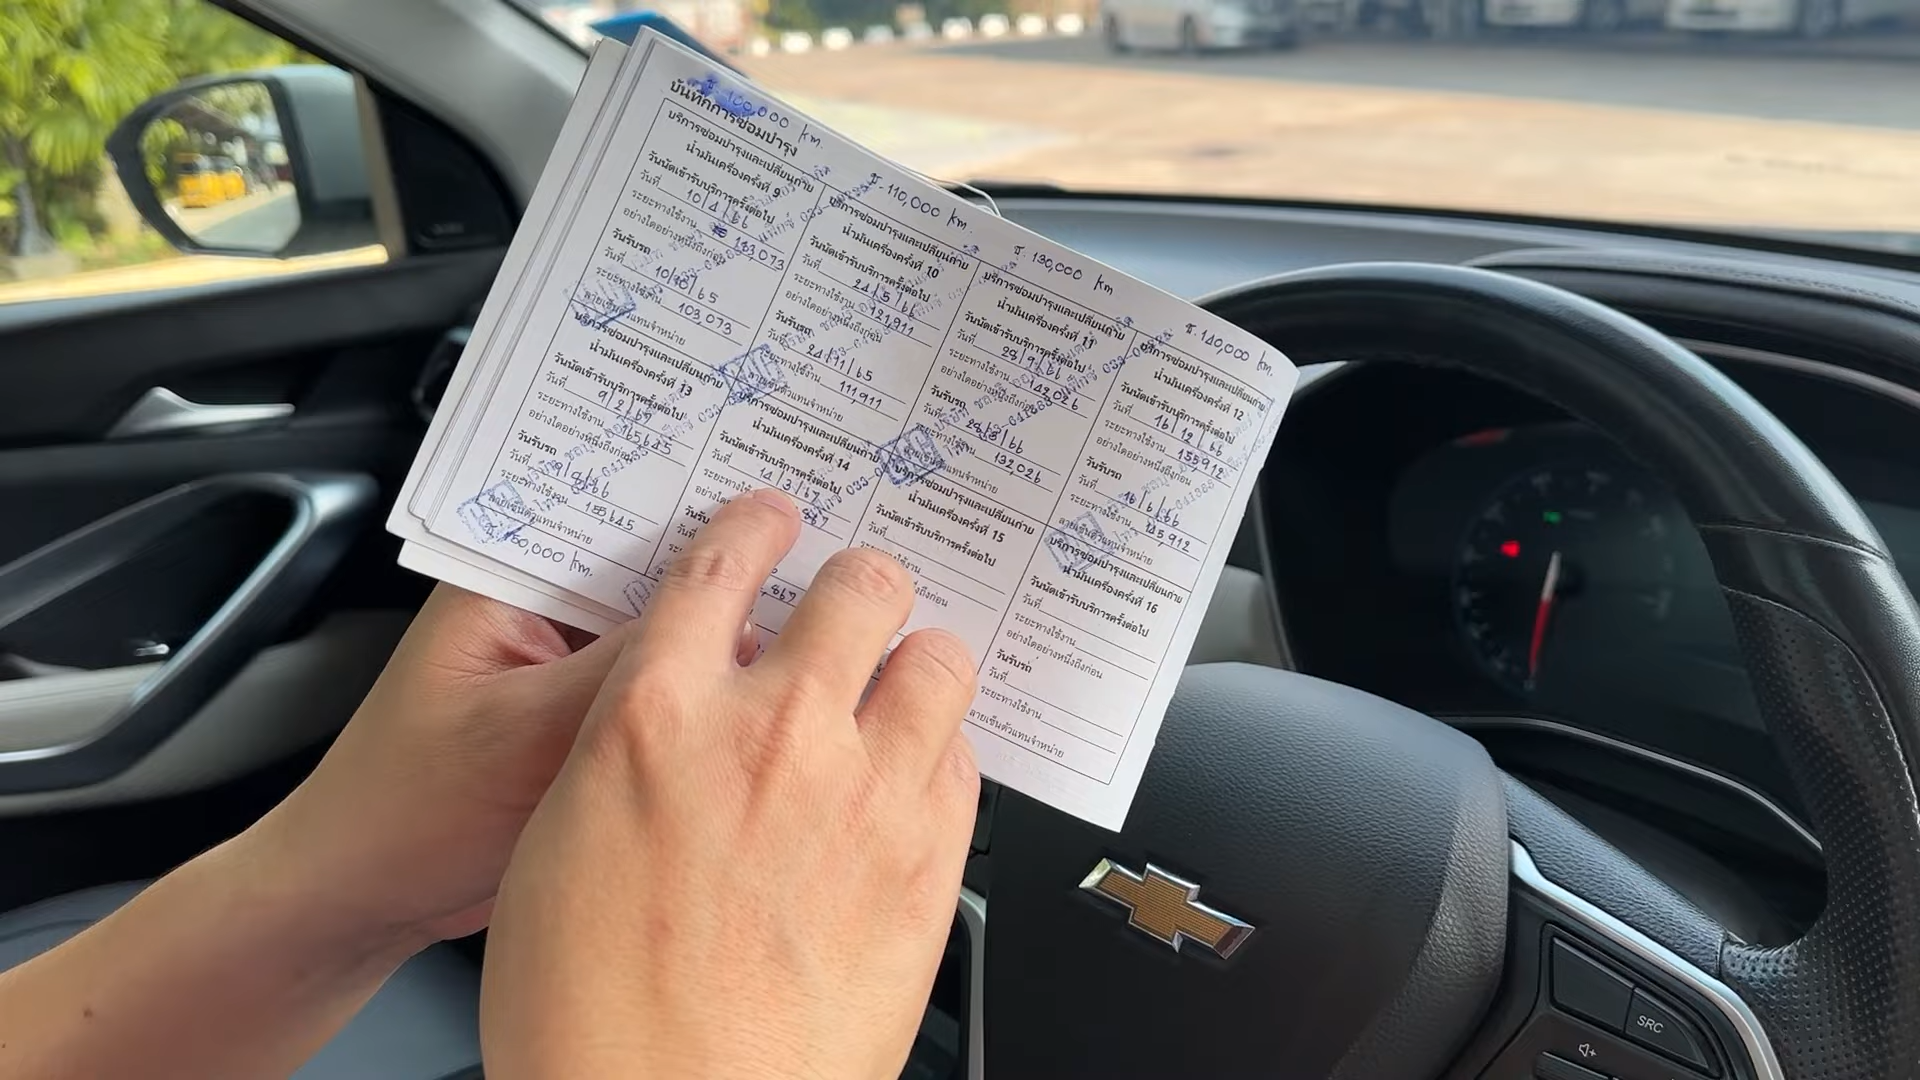 บันทึกการซ่อมบำรุง
ช. 100,000 km.
บริการซ่อมบำรุงและเปลี่ยนถ่าย
น้ำมันเครื่องครั้งที่ 9
วันนัดเข้ารับบริการครั้งต่อไป
วันที่ 10/4/66
ระยะทางใช้งาน 113,073
อย่างใดอย่างหนึ่งถึงก่อน
วันรับรถ
วันที่ 10/10/65
ระยะทางใช้งาน 103,073
ลายเซ็นตัวแทนจำหน่าย
ช. 110,000 km.
บริการซ่อมบำรุงและเปลี่ยนถ่าย
น้ำมันเครื่องครั้งที่ 10
วันนัดเข้ารับบริการครั้งต่อไป
วันที่ 24/5/66
ระยะทางใช้งาน 121,911
อย่างใดอย่างหนึ่งถึงก่อน
วันรับรถ
วันที่ 24/11/65
ระยะทางใช้งาน 111,911
ลายเซ็นตัวแทนจำหน่าย
ช. 130,000 km
บริการซ่อมบำรุงและเปลี่ยนถ่าย
น้ำมันเครื่องครั้งที่ 11
วันนัดเข้ารับบริการครั้งต่อไป
วันที่ 28/9/66
ระยะทางใช้งาน 142,026
อย่างใดอย่างหนึ่งถึงก่อน
วันรับรถ
วันที่ 28/3/66
ระยะทางใช้งาน 132,026
ลายเซ็นตัวแทนจำหน่าย
ช. 140,000 km.
บริการซ่อมบำรุงและเปลี่ยนถ่าย
น้ำมันเครื่องครั้งที่ 12
วันนัดเข้ารับบริการครั้งต่อไป
วันที่ 16/12/66
ระยะทางใช้งาน 155,912
อย่างใดอย่างหนึ่งถึงก่อน
วันรับรถ
วันที่ 16/6/66
ระยะทางใช้งาน 145,912
ลายเซ็นตัวแทนจำหน่าย
บริการซ่อมบำรุงและเปลี่ยนถ่าย
น้ำมันเครื่องครั้งที่ 13
วันนัดเข้ารับบริการครั้งต่อไป
วันที่ 9/2/67
ระยะทางใช้งาน 165,645
อย่างใดอย่างหนึ่งถึงก่อน
วันรับรถ
วันที่
ระยะทางใช้งาน 155,645
ลายเซ็นตัวแทนจำหน่าย
150,000 km.
บริการซ่อมบำรุงและเปลี่ยนถ่าย
น้ำมันเครื่องครั้งที่ 14
วันนัดเข้ารับบริการครั้งต่อไป
วันที่ 14/3/67
วันที่
บริการซ่อมบำรุงและเปลี่ยนถ่าย
น้ำมันเครื่องครั้งที่ 15
วันนัดเข้ารับบริการครั้งต่อไป
วันที่
ระยะทางใช้งาน
บริการซ่อมบำรุงและเปลี่ยนถ่าย
น้ำมันเครื่องครั้งที่ 16
วันนัดเข้ารับบริการครั้งต่อไป
วันที่
ระยะทางใช้งาน
อย่างใดอย่างหนึ่งถึงก่อน
วันรับรถ
วันที่
ระยะทางใช้งาน
ลายเซ็นตัวแทนจำหน่าย
SRC